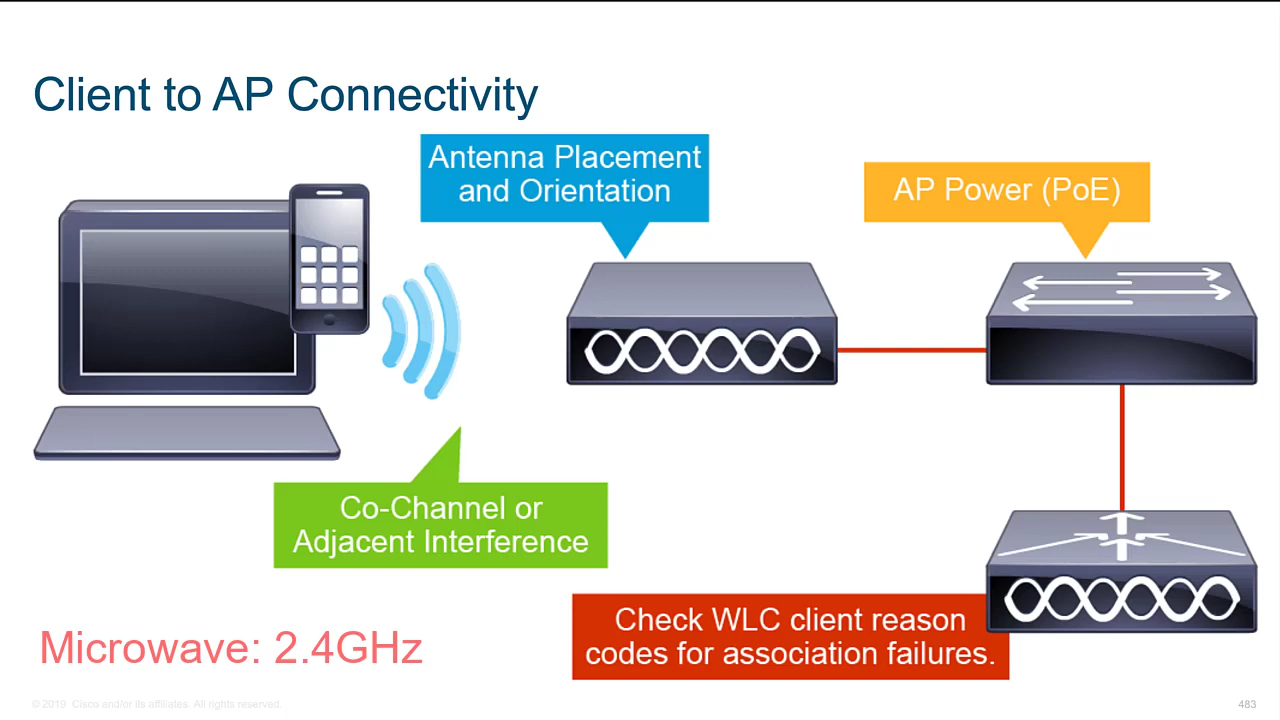 Client to AP Connectivity
Antenna Placement
and Orientation
AP Power (PoE)
Co-Channel or
Adjacent Interference
Check WLC client reason
codes for association failures.
Microwave: 2.4GHz
© 2019 Cisco and/or its affiliates. All rights reserved.
483